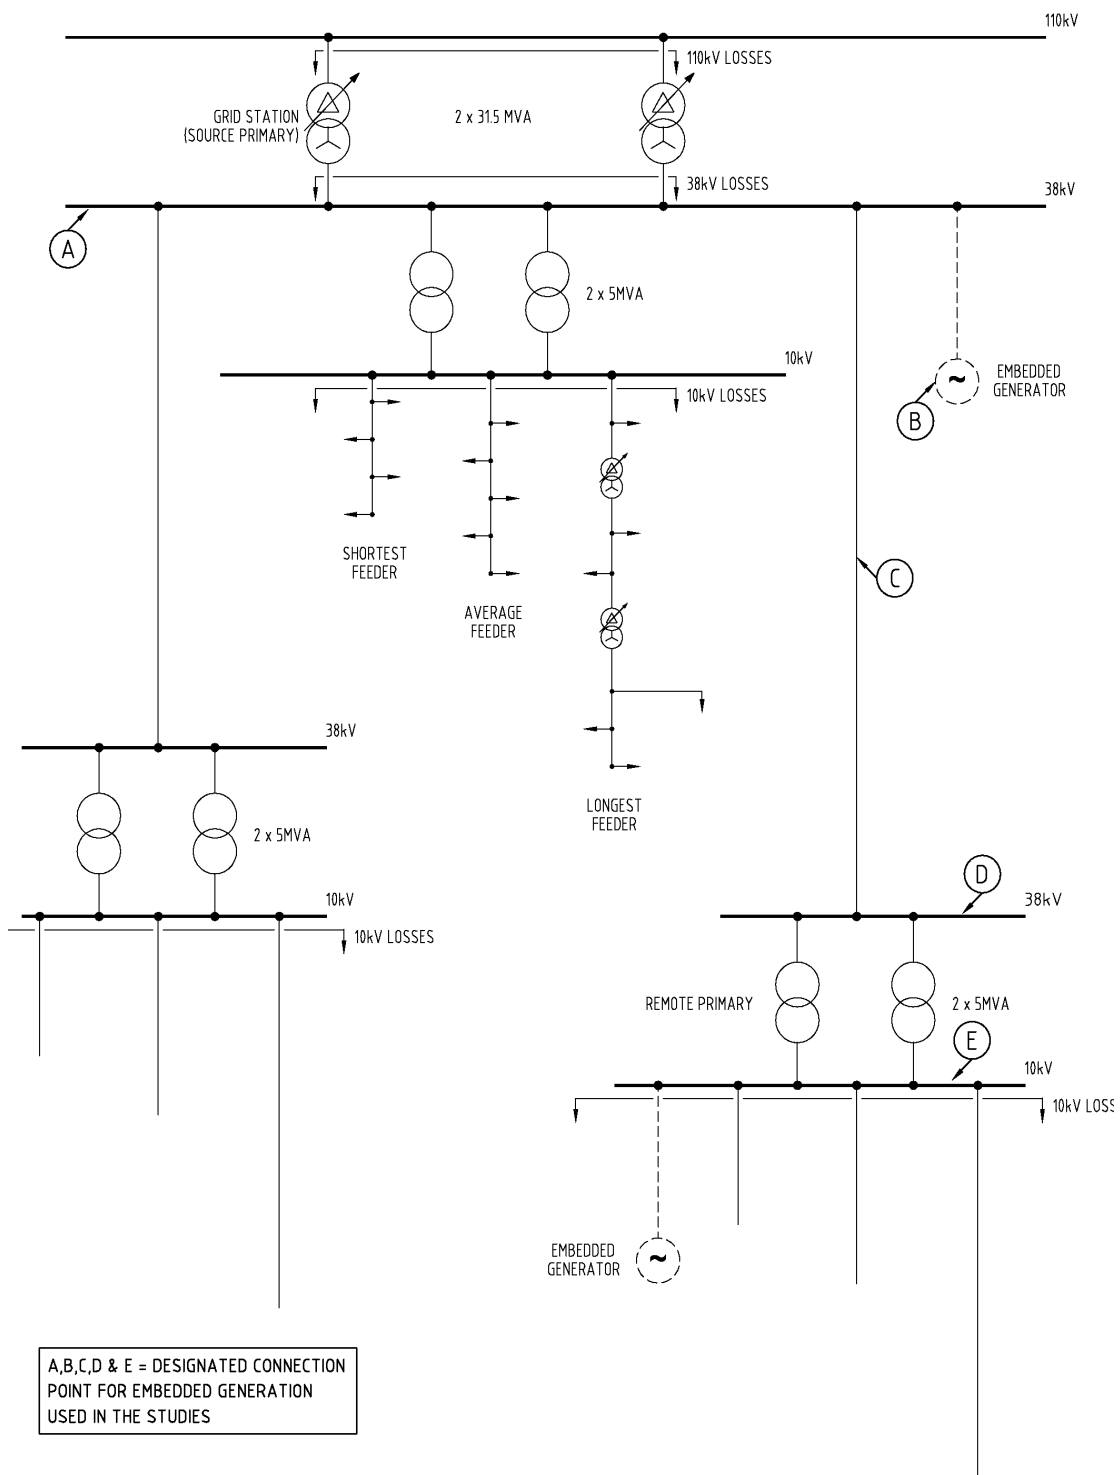 110kV
110kV LOSSES
GRID STATION
(SOURCE PRIMARY)
2 x 31.5 MVA
38kV LOSSES
38kV
A
2 x 5MVA
10kV
EMBEDDED
GENERATOR
B
10kV LOSSES
SHORTEST
FEEDER
C
AVERAGE
FEEDER
38kV
LONGEST
FEEDER
2 x 5MVA
D
10kV
38kV
10kV LOSSES
REMOTE PRIMARY
2 x 5MVA
E
10kV
10kV LOSS
EMBEDDED
GENERATOR
A,B,C,D & E = DESIGNATED CONNECTION
POINT FOR EMBEDDED GENERATION
USED IN THE STUDIES